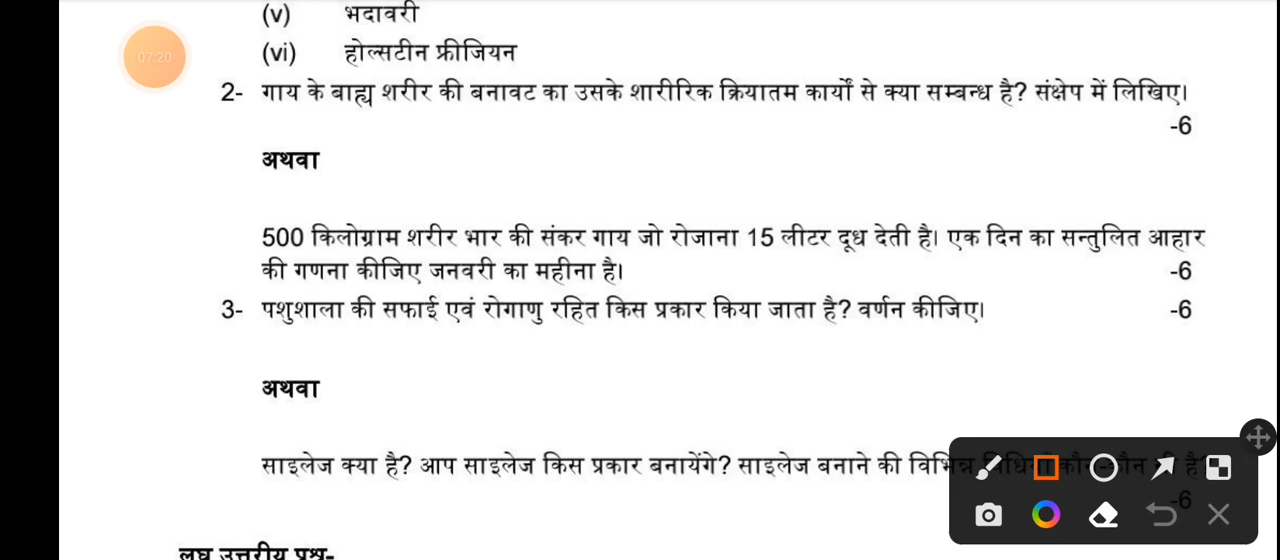 (v) भदावरी
07:20
(vi) होल्सटीन फ्रीजियन
2- गाय के बाह्य शरीर की बनावट का उसके शारीरिक क्रियातम कार्यों से क्या सम्बन्ध है? संक्षेप में लिखिए।
-6
अथवा
500 किलोग्राम शरीर भार की संकर गाय जो रोजाना 15 लीटर दूध देती है। एक दिन का सन्तुलित आहार
की गणना कीजिए जनवरी का महीना है।
-6
3- पशुशाला की सफाई एवं रोगाणु रहित किस प्रकार किया जाता है? वर्णन कीजिए।
-6
अथवा
साइलेज क्या है? आप साइलेज किस प्रकार बनायेंगे? साइलेज बनाने की विभिन्न विधियाँ कौन-कौन सी है?
-6
लघु उत्तरीय प्रश्न-